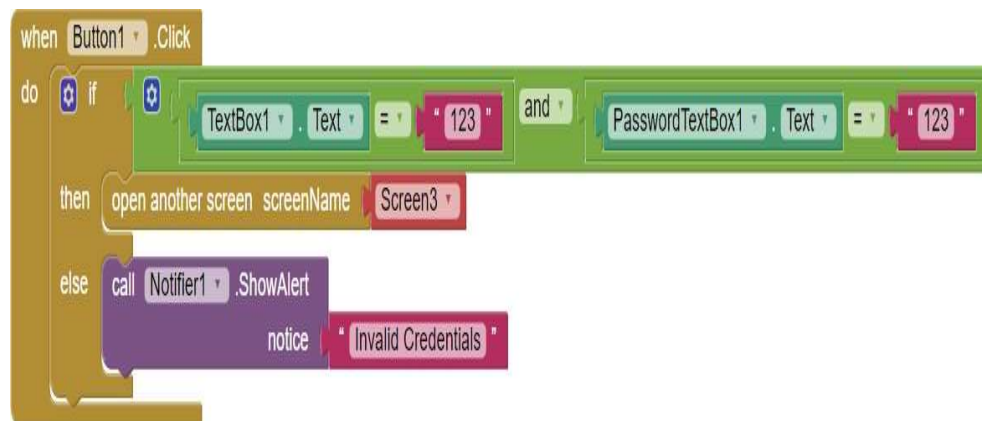 when Button1 .Click
do if TextBox1 . Text = " 123 " and PasswordTextBox1 . Text = " 123 "
then open another screen screenName Screen3
else call Notifier1 .ShowAlert
notice " Invalid Credentials "